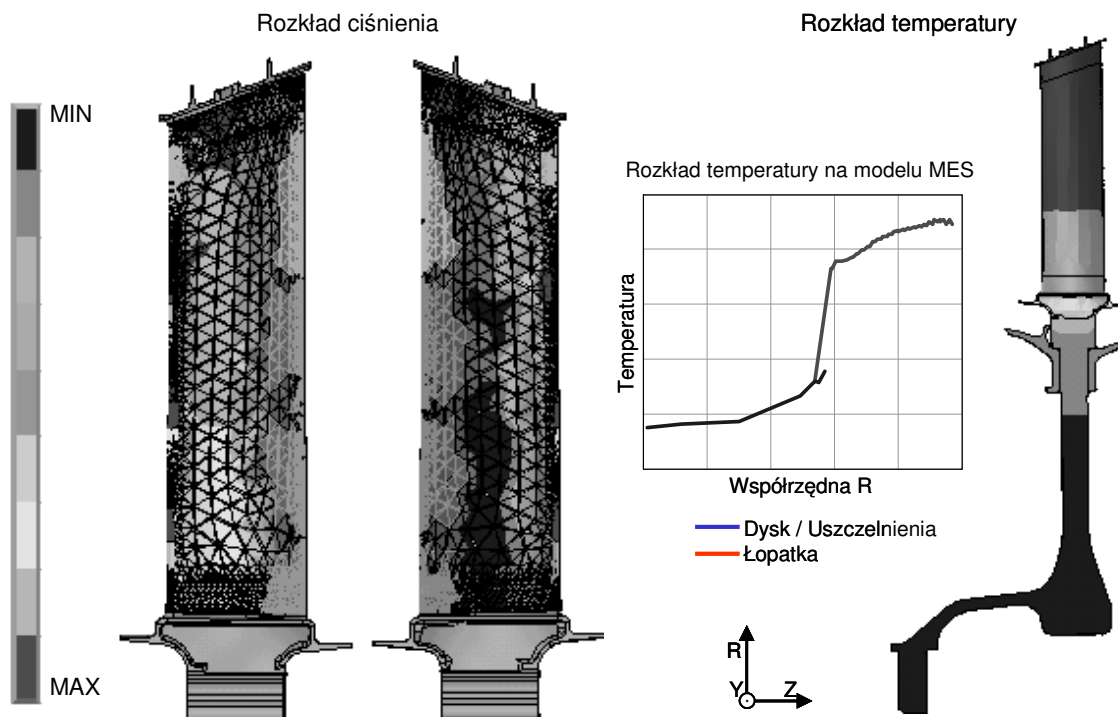 Rozkład ciśnienia
Rozkład temperatury
MIN
MAX
Rozkład temperatury na modelu MES
Temperatura
Współrzędna R
Dysk / Uszczelnienia
Łopatka
R
Y
Z